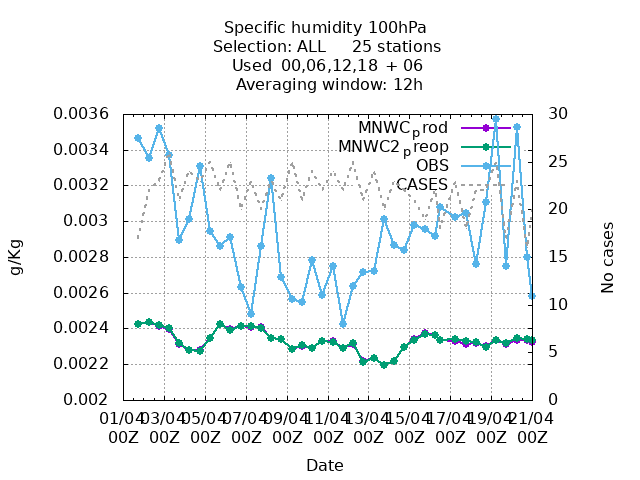 Specific humidity 100hPa
Selection: ALL 25 stations
Used 00,06,12,18 + 06
Averaging window: 12h
0.0036
0.0034
0.0032
0.003
0.0028
0.0026
0.0024
0.0022
0.002
g/Kg
30
25
20
15
10
5
0
No cases
MNWC_prod
MNWC2_preop
OBS
CASES
01/04 03/04 05/04 07/04 09/04 11/04 13/04 15/04 17/04 19/04 21/04
00Z 00Z 00Z 00Z 00Z 00Z 00Z 00Z 00Z 00Z 00Z
Date